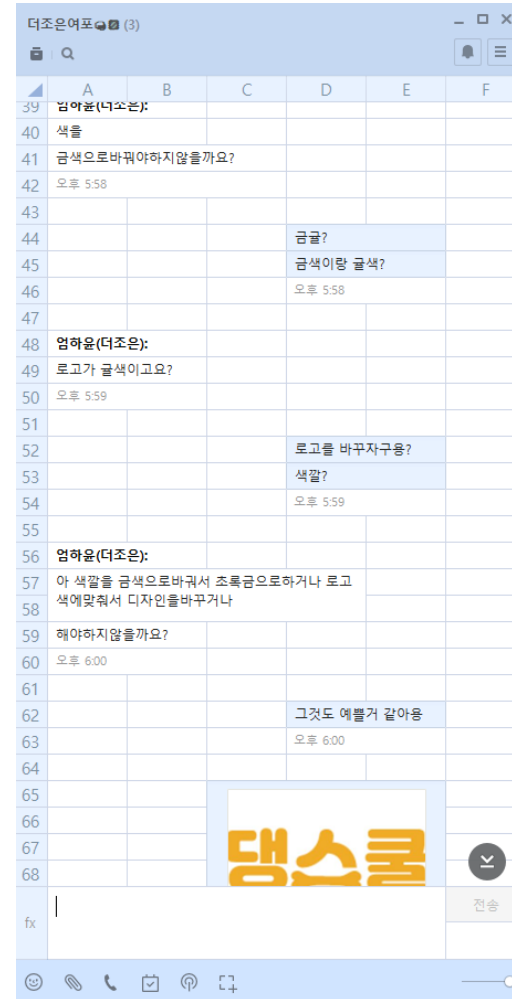 더조은여포 (3)
A B C D E F
39 엄하윤(더조은):
40 색을
41 금색으로바꿔야하지않을까요?
42 오후 5:58
43
44 금귤?
45 금색이랑 귤색?
46 오후 5:58
47
48 엄하윤(더조은):
49 로고가 귤색이고요?
50 오후 5:59
51
52 로고를 바꾸자구용?
53 색깔?
54 오후 5:59
55
56 엄하윤(더조은):
57 아 색깔을 금색으로바궈서 초록금으로하거나 로고
58 색에맞춰서 디자인을바꾸거나
59 해야하지않을까요?
60 오후 6:00
61
62 그것도 예쁠거 같아용
63 오후 6:00
64
65
66
67 댕스쿨
68
fx 전송